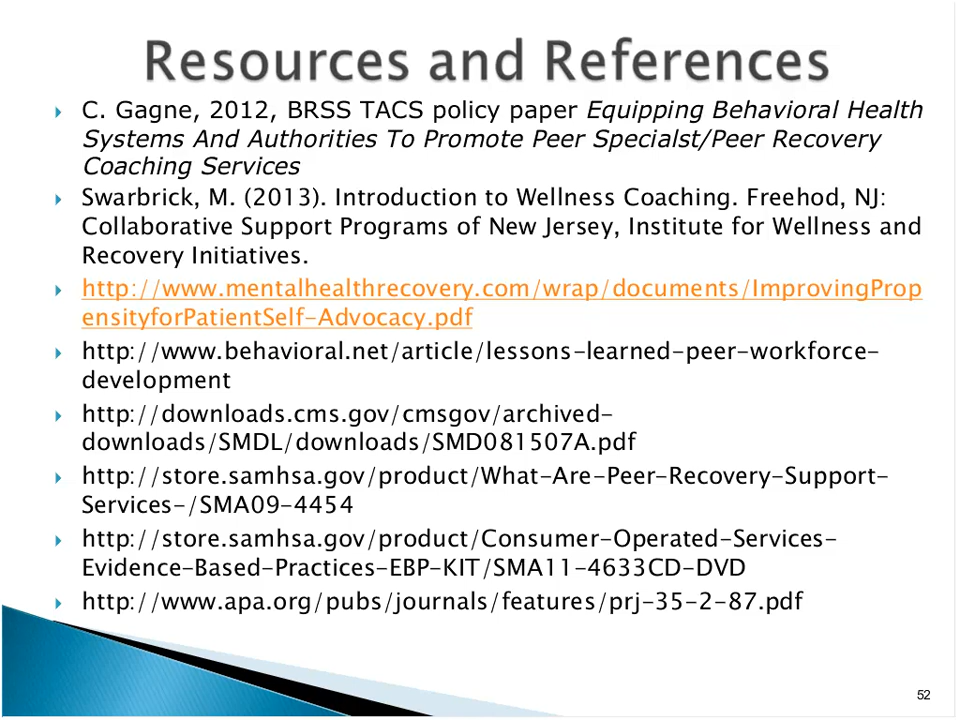 Resources and References
C. Gagne, 2012, BRSS TACS policy paper Equipping Behavioral Health
Systems And Authorities To Promote Peer Specialst/Peer Recovery
Coaching Services
Swarbrick, M. (2013). Introduction to Wellness Coaching. Freehod, NJ:
Collaborative Support Programs of New Jersey, Institute for Wellness and
Recovery Initiatives.
http://www.mentalhealthrecovery.com/wrap/documents/ImprovingProp
ensityforPatientSelf-Advocacy.pdf
http://www.behavioral.net/article/lessons-learned-peer-workforce-
development
http://downloads.cms.gov/cmsgov/archived-
downloads/SMDL/downloads/SMD081507A.pdf
http://store.samhsa.gov/product/What-Are-Peer-Recovery-Support-
Services-/SMA09-4454
http://store.samhsa.gov/product/Consumer-Operated-Services-
Evidence-Based-Practices-EBP-KIT/SMA11-4633CD-DVD
http://www.apa.org/pubs/journals/features/prj-35-2-87.pdf
52